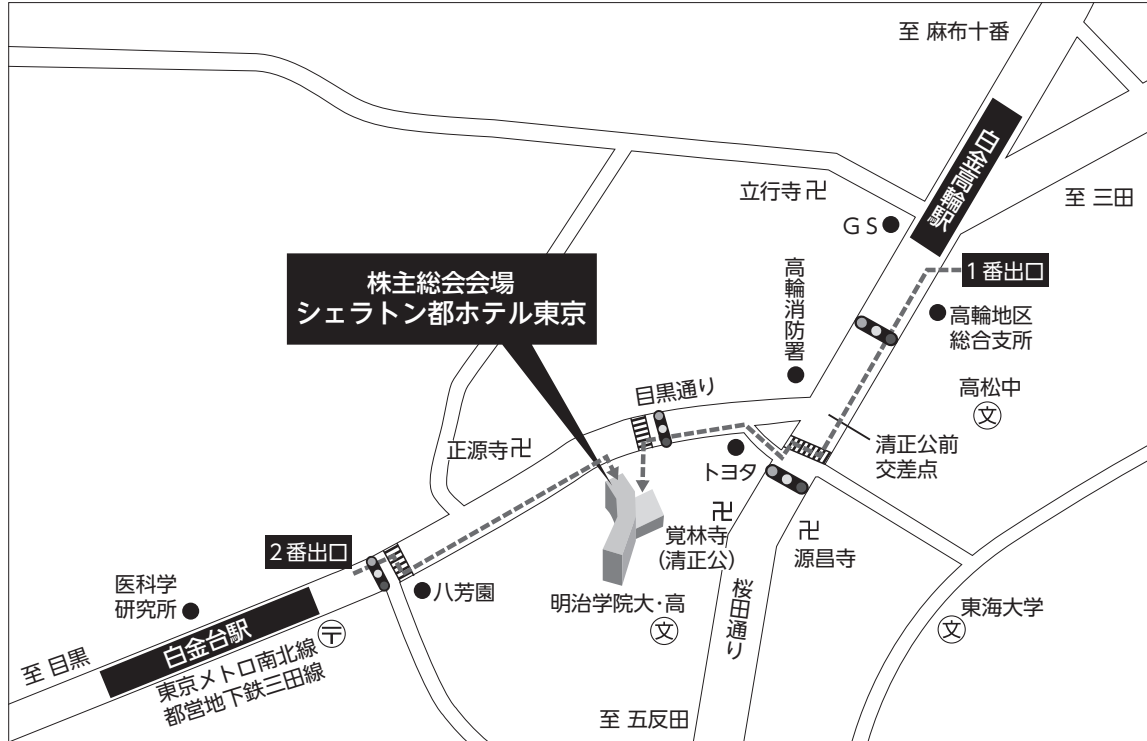 至 麻布十番
白金高輪駅
至 三田
立行寺卍
GS
1番出口
株主総会会場
シェラトン都ホテル東京
高輪消防署
高輪地区
総合支所
高松中
文
目黒通り
清正公前
交差点
正源寺卍
トヨタ
卍
覚林寺
(清正公)
卍
源昌寺
2番出口
医科学
研究所
八芳園
明治学院大・高
文
桜田通り
東海大学
文
白金台駅
〒
至 目黒
東京メトロ南北線
都営地下鉄三田線
至 五反田